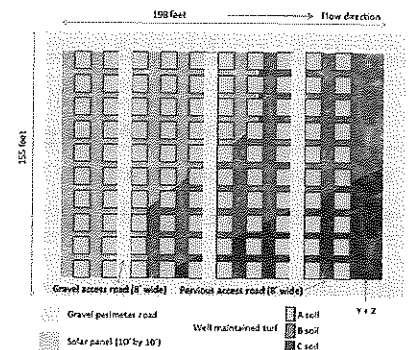 198 feet
Flow direction
155 feet
Gravel access road (8' wide)
Pervious access road (8' wide)
Y + Z
Gravel perimeter road
Solar panel (10' by 10')
Well maintained turf
A soil
B soil
C soil